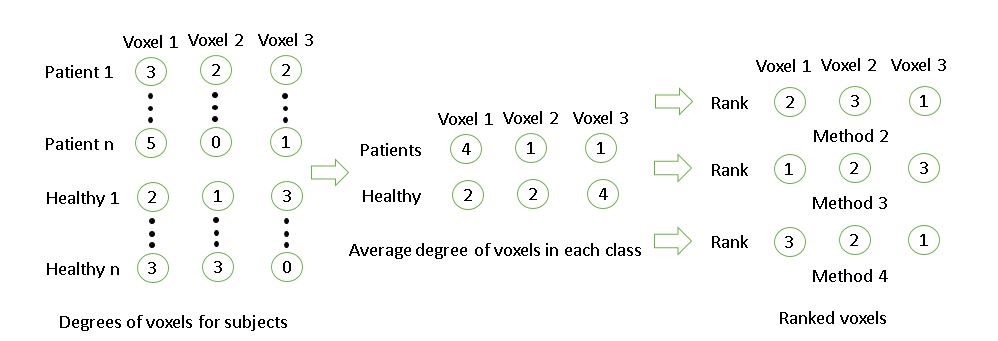 Voxel 1 Voxel 2 Voxel 3
Patient 1 3 2 2
Patient n 5 0 1
Healthy 1 2 1 3
Healthy n 3 3 0
Degrees of voxels for subjects
Voxel 1 Voxel 2 Voxel 3
Patients 4 1 1
Healthy 2 2 4
Average degree of voxels in each class
Voxel 1 Voxel 2 Voxel 3
Rank 2 3 1
Method 2
Rank 1 2 3
Method 3
Rank 3 2 1
Method 4
Ranked voxels